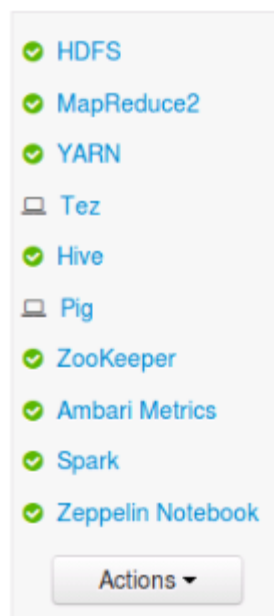 HDFS
MapReduce2
YARN
Tez
Hive
Pig
ZooKeeper
Ambari Metrics
Spark
Zeppelin Notebook
Actions